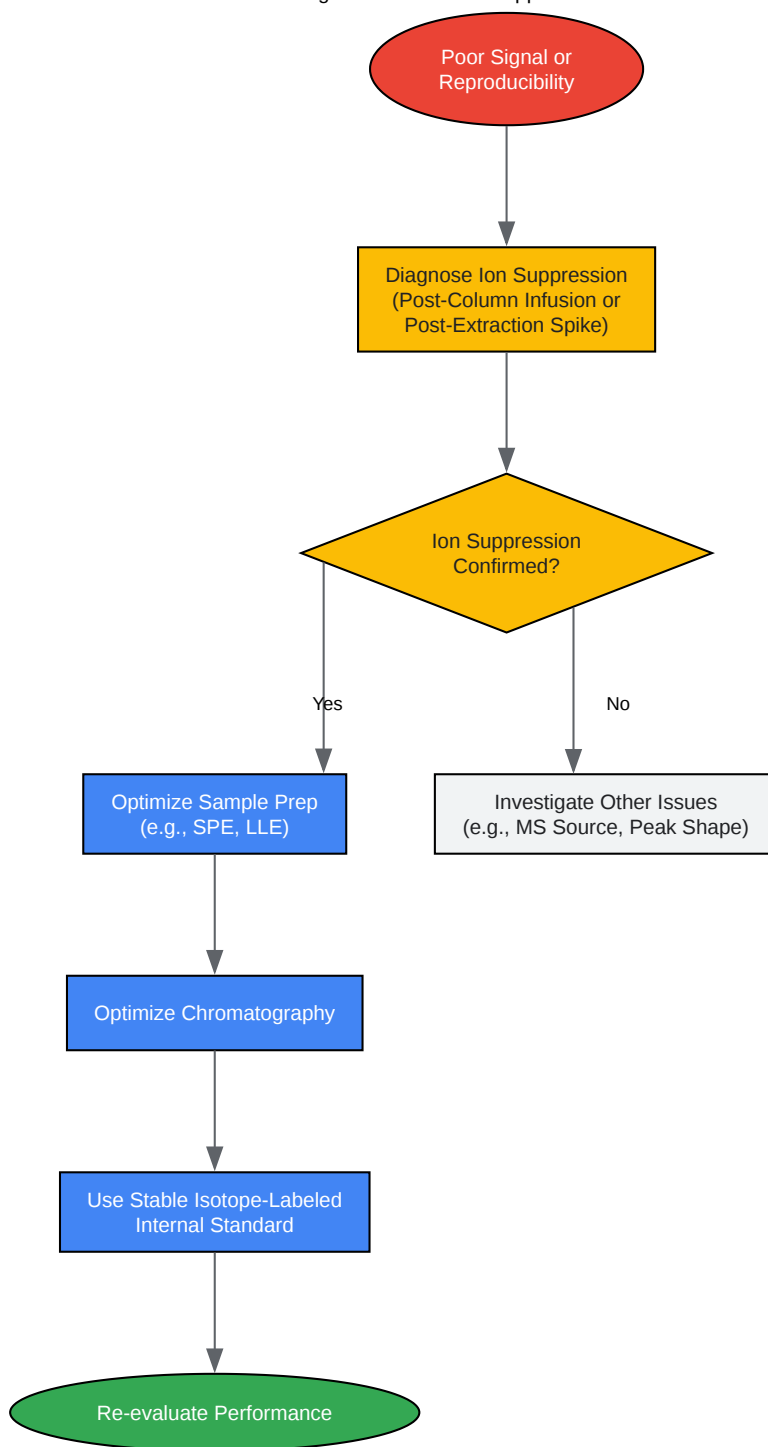 Poor Signal or
Reproducibility
Diagnose Ion Suppression
(Post-Column Infusion or
Post-Extraction Spike)
Ion Suppression
Confirmed?
Yes
No
Optimize Sample Prep
(e.g., SPE, LLE)
Investigate Other Issues
(e.g., MS Source, Peak Shape)
Optimize Chromatography
Use Stable Isotope-Labeled
Internal Standard
Re-evaluate Performance